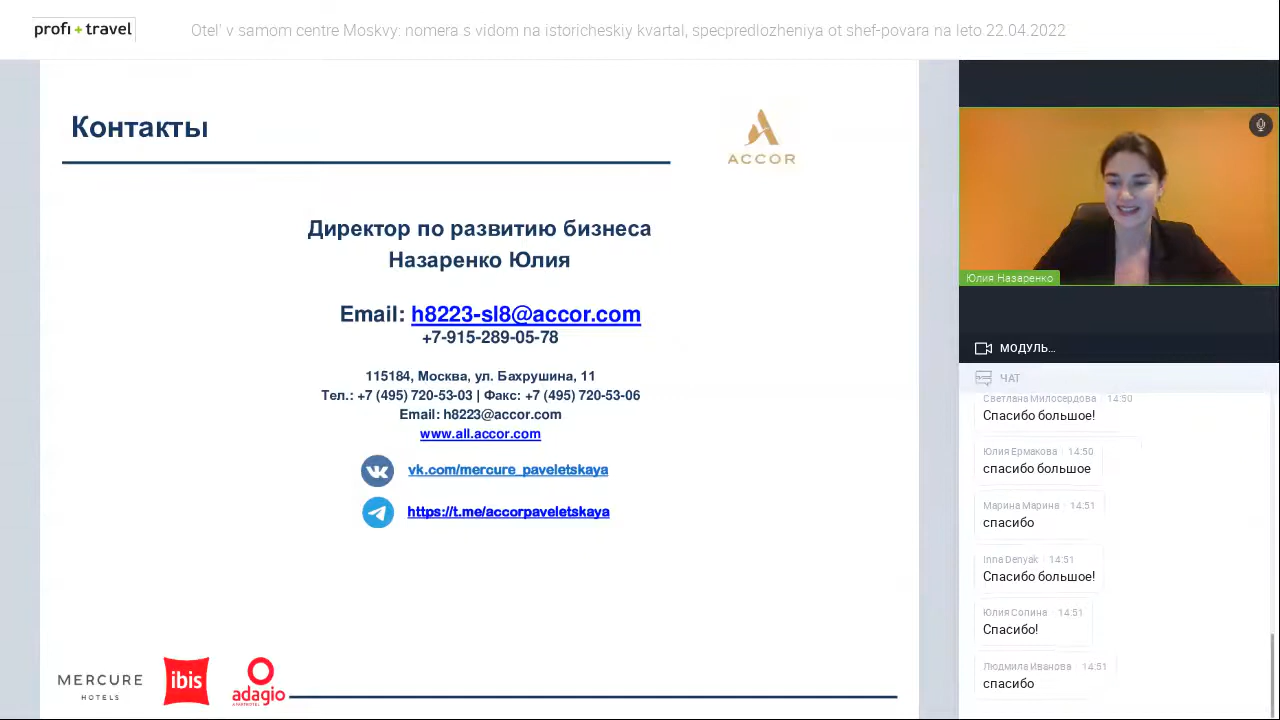 profi + travel
Otel' v samom centre Moskvy: nomera s vidom na istoricheskiy kvartal, specpredlozheniya ot shef-povara na leto 22.04.2022
Контакты
ACCOR
Директор по развитию бизнеса
Назаренко Юлия
Email: h8223-sl8@accor.com
+7-915-289-05-78
115184, Москва, ул. Бахрушина, 11
Тел.: +7 (495) 720-53-03 | Факс: +7 (495) 720-53-06
Email: h8223@accor.com
www.all.accor.com
vk.com/mercure_paveletskaya
https://t.me/accorpaveletskaya
MERCURE
HOTELS
ibis
adagio
Юлия Назаренко
МОДУЛЬ...
ЧАТ
Светлана Милосердова · 14:50
Спасибо большое!
Юлия Ермакова · 14:50
спасибо большое
Марина Марина · 14:51
спасибо
Inna Denyak · 14:51
Спасибо большое!
Юлия Сопина · 14:51
Спасибо!
Людмила Иванова · 14:51
спасибо